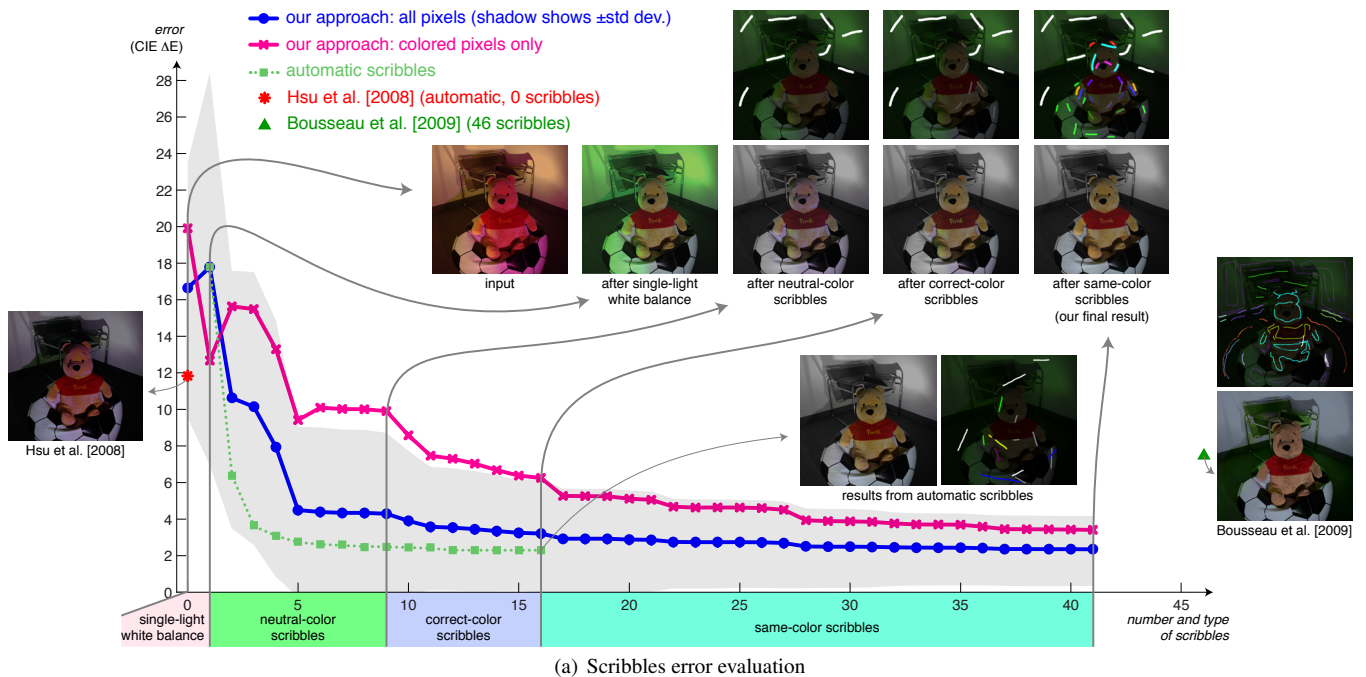 error
(CIE ΔE)
our approach: all pixels (shadow shows ±std dev.)
our approach: colored pixels only
automatic scribbles
Hsu et al. [2008] (automatic, 0 scribbles)
Bousseau et al. [2009] (46 scribbles)
28
26
24
22
20
18
16
14
12
10
8
6
4
2
0
input
after single-light
white balance
after neutral-color
scribbles
after correct-color
scribbles
after same-color
scribbles
(our final result)
Hsu et al. [2008]
results from automatic scribbles
Bousseau et al. [2009]
0 5 10 15 20 25 30 35 40 45
single-light
white balance
neutral-color
scribbles
correct-color
scribbles
same-color scribbles
number and type
of scribbles
(a) Scribbles error evaluation